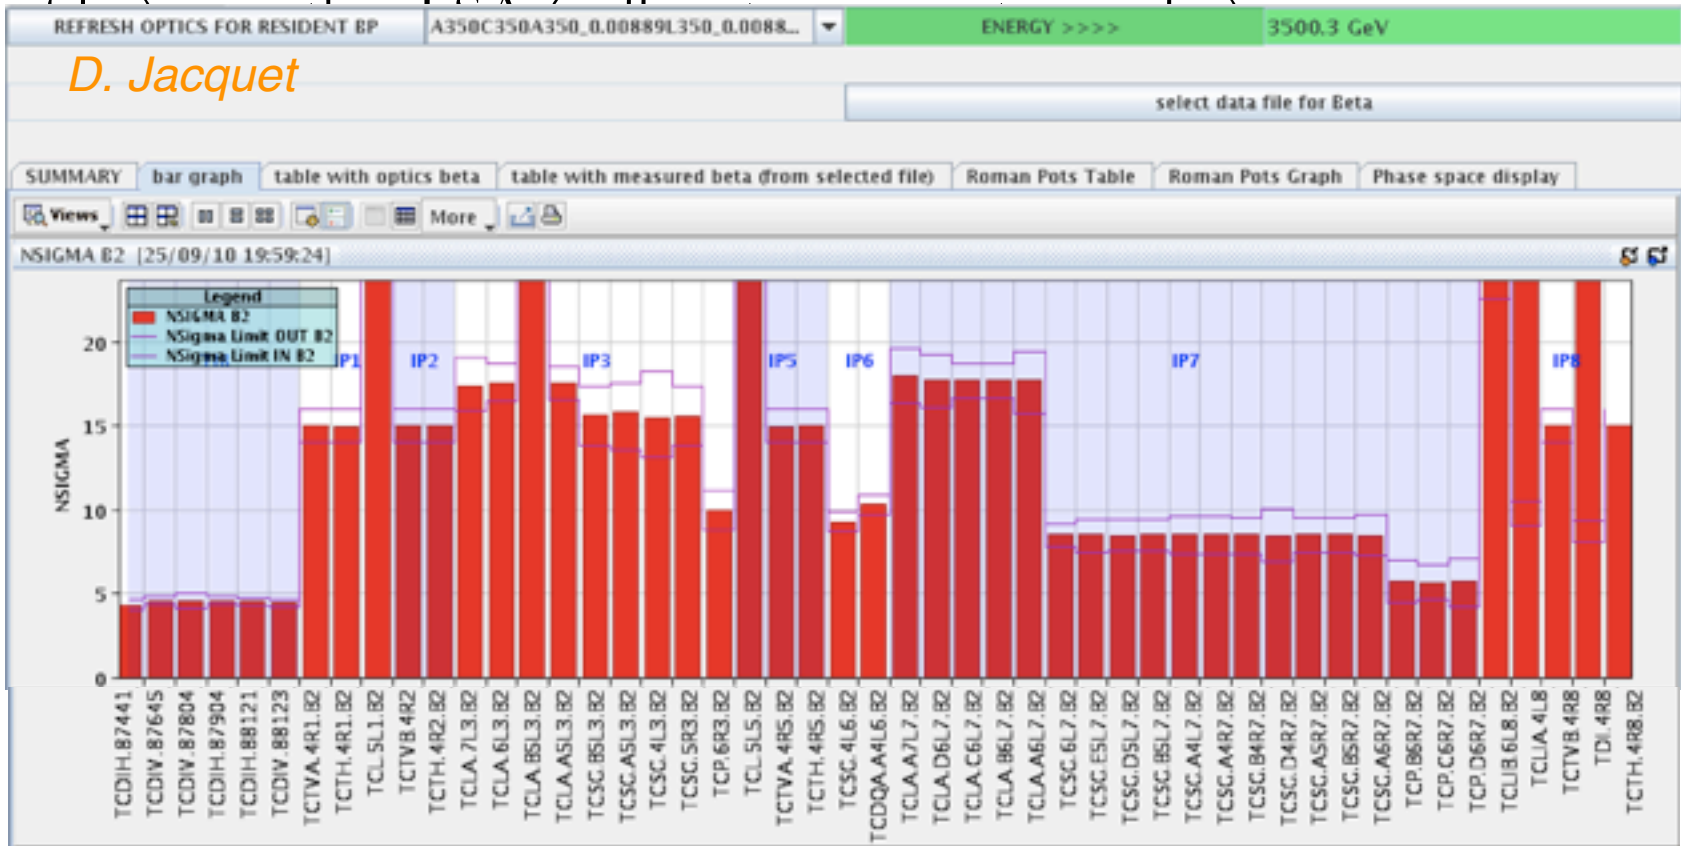 REFRESH OPTICS FOR RESIDENT BP A350C350A350_0.00889L350_0.0088... ENERGY >>>> 3500.3 GeV
D. Jacquet
select data file for Beta
SUMMARY bar graph table with optics beta table with measured beta (from selected file) Roman Pots Table Roman Pots Graph Phase space display
Views More
NSIGMA B2 [25/09/10 19:59:24]
Legend
NSIGMA B2
NSigma Limit OUT B2
NSigma Limit IN B2
IP1 IP2 IP3 IP5 IP6 IP7 IP8
NSIGMA
20
15
10
5
0
TCDIH.87441
TCDIV.87645
TCDIV.87804
TCDIH.87904
TCDIH.88121
TCDIV.88123
TCTVA.4R1.B2
TCTH.4R1.B2
TCL.5L1.B2
TCTVB.4R2
TCTH.4R2.B2
TCLA.7L3.B2
TCLA.6L3.B2
TCLA.B5L3.B2
TCLA.A5L3.B2
TCSG.B5L3.B2
TCSG.A5L3.B2
TCSG.4L3.B2
TCSG.5R3.B2
TCP.6R3.B2
TCL.5L5.B2
TCTVA.4R5.B2
TCTH.4R5.B2
TCSG.4L6.B2
TCDQA.A4L6.B2
TCLA.A7L7.B2
TCLA.D6L7.B2
TCLA.C6L7.B2
TCLA.B6L7.B2
TCLA.A6L7.B2
TCSG.6L7.B2
TCSG.E5L7.B2
TCSG.D5L7.B2
TCSG.B5L7.B2
TCSG.A4L7.B2
TCSG.A4R7.B2
TCSG.B4R7.B2
TCSG.D4R7.B2
TCSG.A5R7.B2
TCSG.B5R7.B2
TCSG.A6R7.B2
TCP.B6R7.B2
TCP.C6R7.B2
TCP.D6R7.B2
TCLIB.6L8.B2
TCLIA.4L8
TCTVB.4R8
TDI.4R8
TCTH.4R8.B2